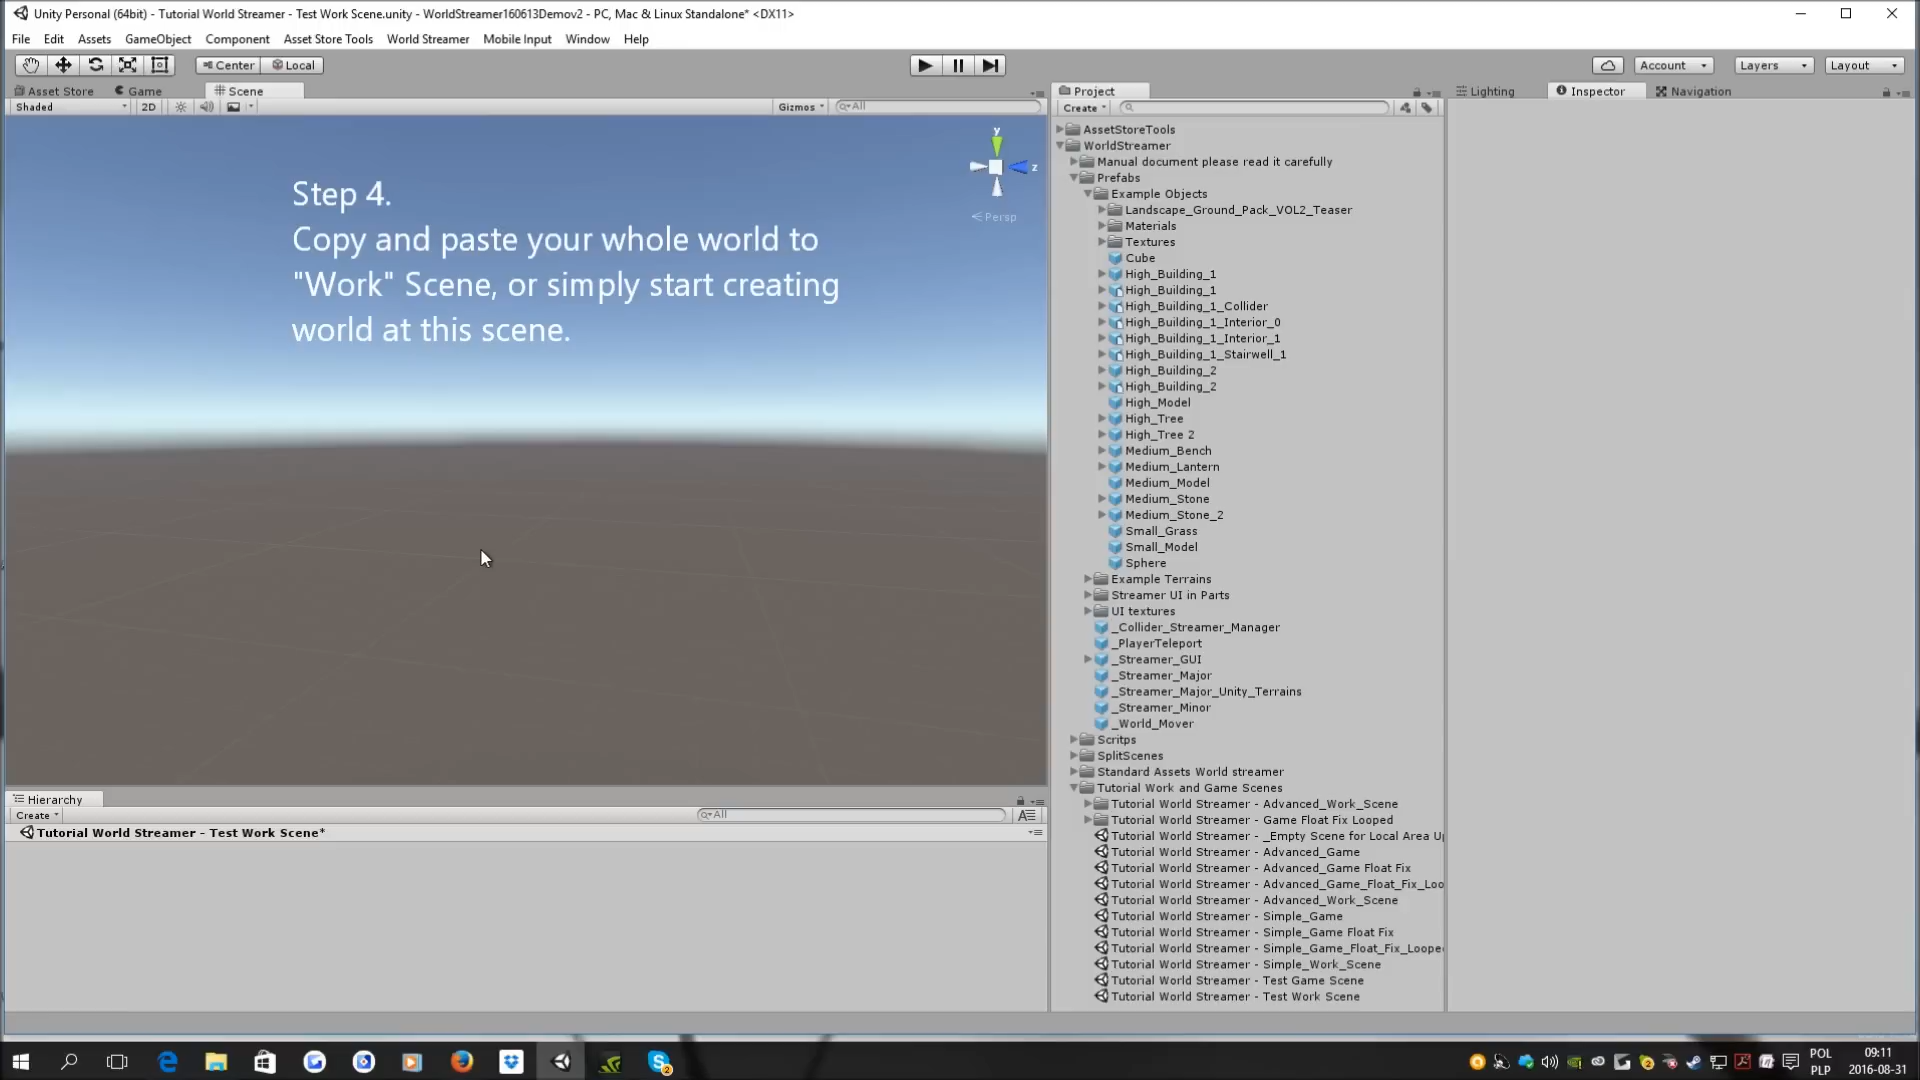 Unity Personal (64bit) - Tutorial World Streamer - Test Work Scene.unity - WorldStreamer160613Demov2 - PC, Mac & Linux Standalone* <DX11>
File Edit Assets GameObject Component Asset Store Tools World Streamer Mobile Input Window Help
Center Local Account Layers Layout
Asset Store Game Scene Project Lighting Inspector Navigation
Shaded 2D Gizmos All Create
y
z
Persp
Step 4.
Copy and paste your whole world to
"Work" Scene, or simply start creating
world at this scene.
AssetStoreTools
WorldStreamer
Manual document please read it carefully
Prefabs
Example Objects
Landscape_Ground_Pack_VOL2_Teaser
Materials
Textures
Cube
High_Building_1
High_Building_1
High_Building_1_Collider
High_Building_1_Interior_0
High_Building_1_Interior_1
High_Building_1_Stairwell_1
High_Building_2
High_Building_2
High_Model
High_Tree
High_Tree 2
Medium_Bench
Medium_Lantern
Medium_Model
Medium_Stone
Medium_Stone_2
Small_Grass
Small_Model
Sphere
Example Terrains
Streamer UI in Parts
UI textures
_Collider_Streamer_Manager
_PlayerTeleport
_Streamer_GUI
_Streamer_Major
_Streamer_Major_Unity_Terrains
_Streamer_Minor
_World_Mover
Scritps
SplitScenes
Standard Assets World streamer
Tutorial Work and Game Scenes
Tutorial World Streamer - Advanced_Work_Scene
Tutorial World Streamer - Game Float Fix Looped
Tutorial World Streamer - _Empty Scene for Local Area U
Tutorial World Streamer - Advanced_Game
Tutorial World Streamer - Advanced_Game Float Fix
Tutorial World Streamer - Advanced_Game_Float_Fix_Loo
Tutorial World Streamer - Advanced_Work_Scene
Tutorial World Streamer - Simple_Game
Tutorial World Streamer - Simple_Game Float Fix
Tutorial World Streamer - Simple_Game_Float_Fix_Loope
Tutorial World Streamer - Simple_Work_Scene
Tutorial World Streamer - Test Game Scene
Tutorial World Streamer - Test Work Scene
Hierarchy
Create All
Tutorial World Streamer - Test Work Scene*
POL 09:11
PLP 2016-08-31